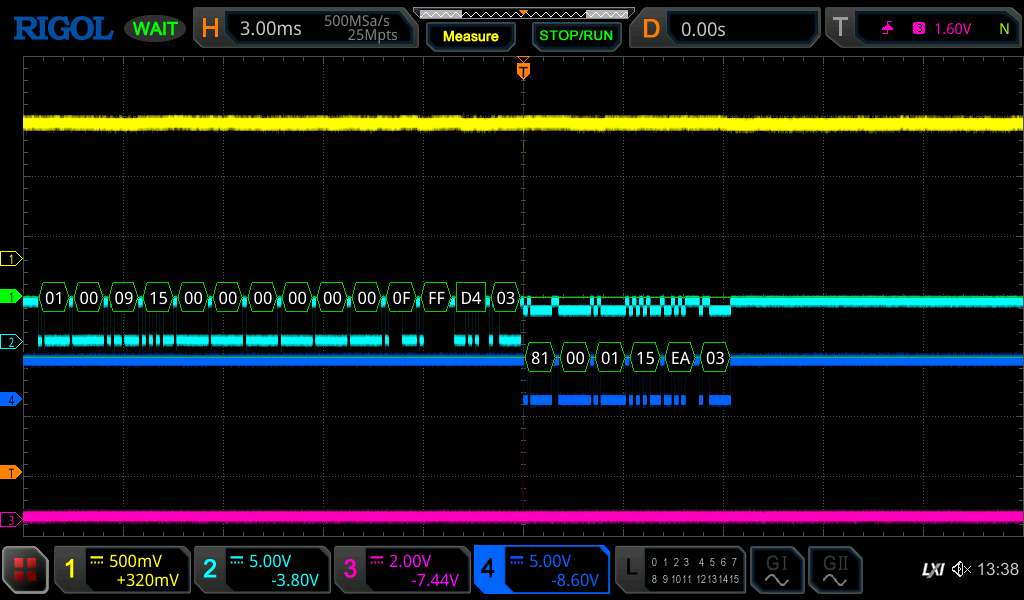 RIGOL WAIT H 3.00ms 500MSa/s 25Mpts Measure STOP/RUN D 0.00s T 3 1.60V N
T
1
1 01 00 09 15 00 00 00 00 00 00 0F FF D4 03
2
81 00 01 15 EA 03
4
T
3
1 500mV +320mV 2 5.00V -3.80V 3 2.00V -7.44V 4 5.00V -8.60V L 0 1 2 3 4 5 6 7 8 9 10 11 12 13 14 15 GI GII LXI 13:38